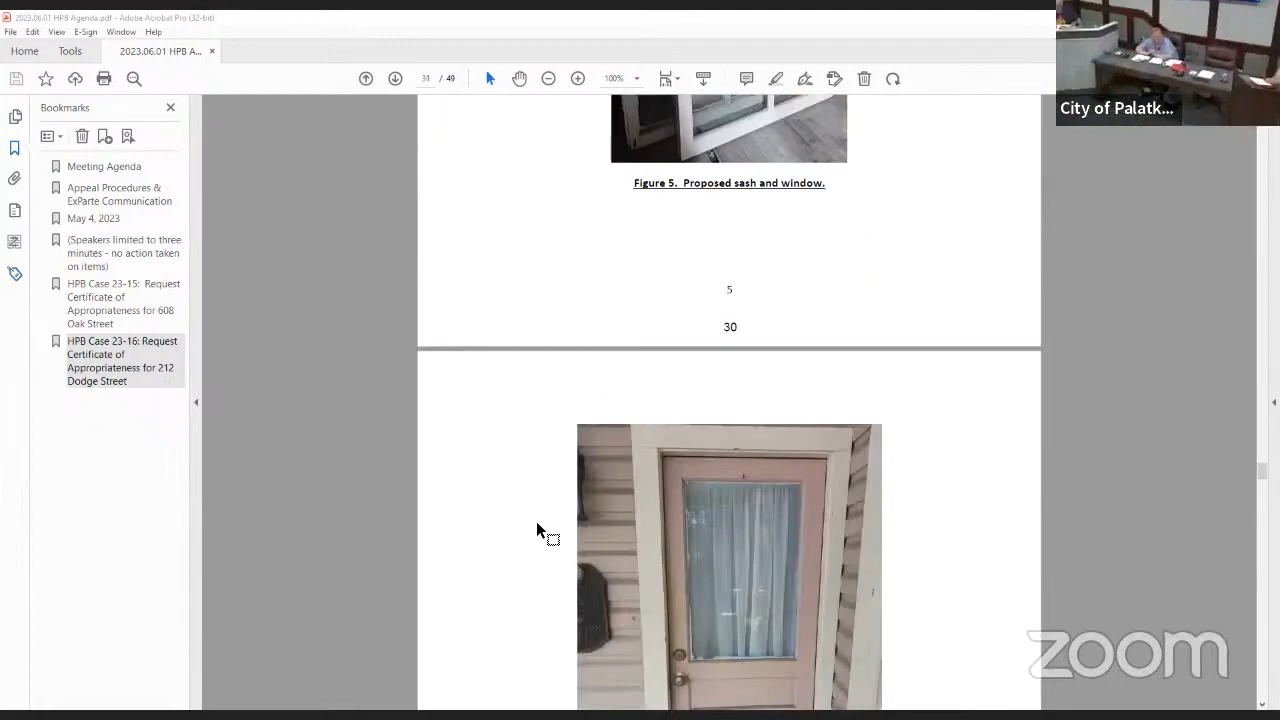 2023.06.01 HPB Agenda.pdf - Adobe Acrobat Pro (32-bit)
File Edit View E-Sign Window Help
Home Tools 2023.06.01 HPB A... ×
31 / 49 100%
Bookmarks
Meeting Agenda
Appeal Procedures &
ExParte Communication
May 4, 2023
(Speakers limited to three
minutes - no action taken
on items)
HPB Case 23-15: Request
Certificate of
Appropriateness for 608
Oak Street
HPB Case 23-16: Request
Certificate of
Appropriateness for 212
Dodge Street
Figure 5. Proposed sash and window.
5
30
City of Palatk...
zoom